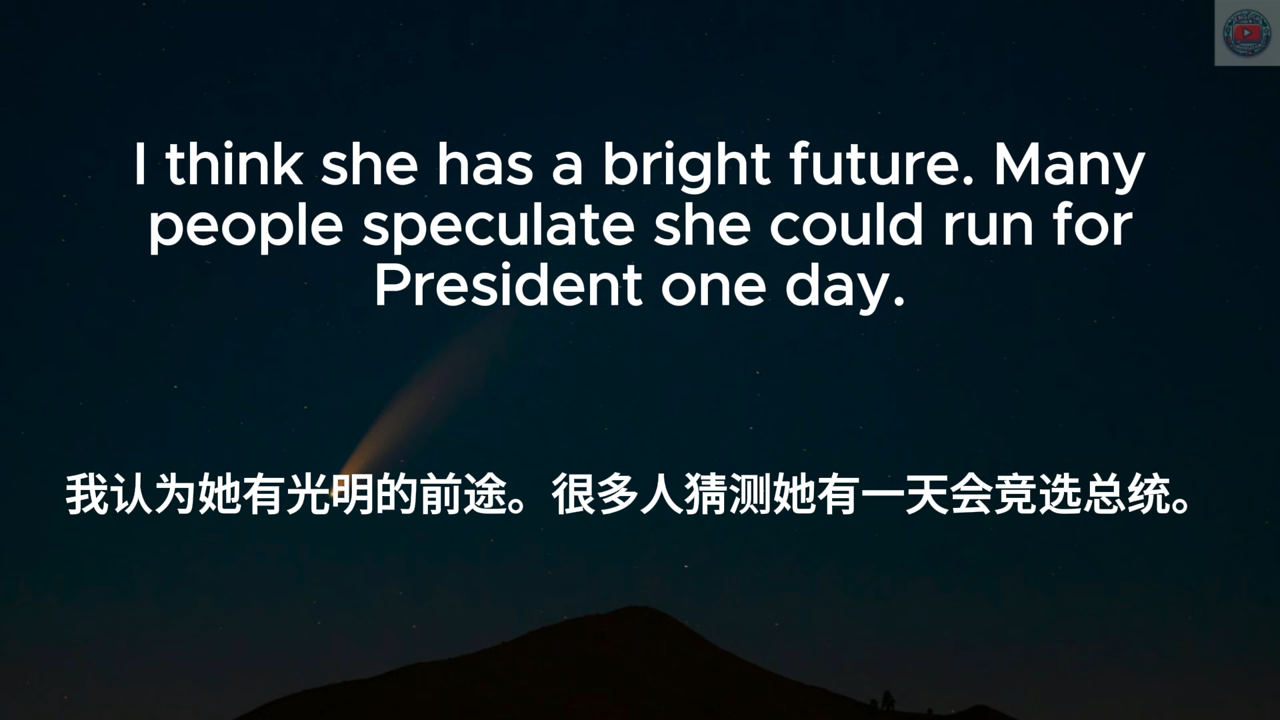 I think she has a bright future. Many
people speculate she could run for
President one day.
我认为她有光明的前途。很多人猜测她有一天会竞选总统。